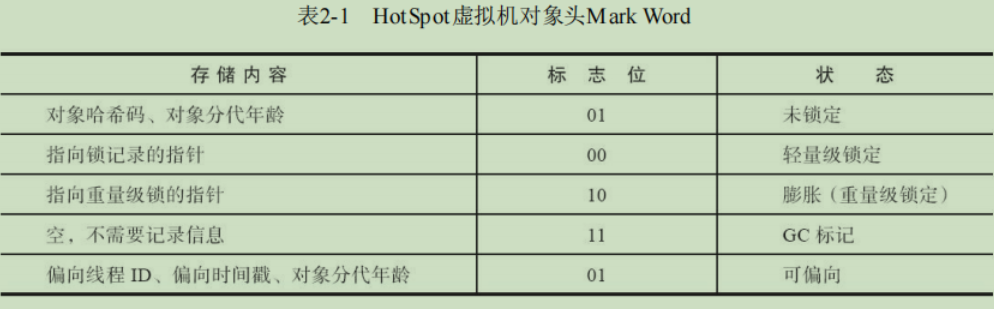 表2-1 HotSpot虚拟机对象头Mark Word
存储内容 标志位 状态
对象哈希码、对象分代年龄 01 未锁定
指向锁记录的指针 00 轻量级锁定
指向重量级锁的指针 10 膨胀（重量级锁定）
空，不需要记录信息 11 GC 标记
偏向线程 ID、偏向时间戳、对象分代年龄 01 可偏向